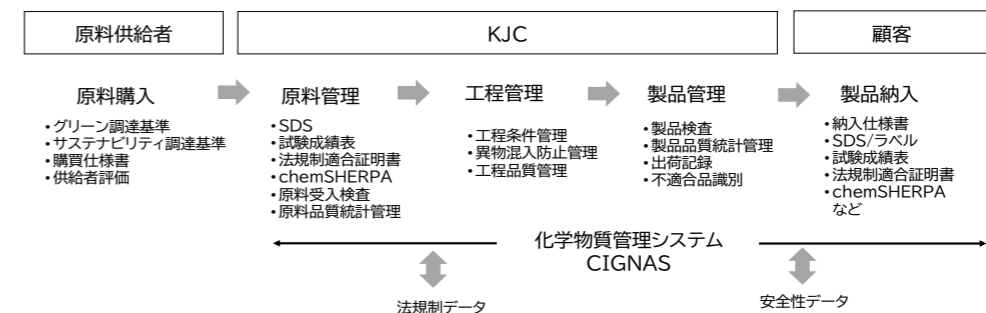 原料供給者
KJC
顧客
原料購入
・グリーン調達基準
・サステナビリティ調達基準
・購買仕様書
・供給者評価
原料管理
・SDS
・試験成績表
・法規制適合証明書
・chemSHERPA
・原料受入検査
・原料品質統計管理
工程管理
・工程条件管理
・異物混入防止管理
・工程品質管理
製品管理
・製品検査
・製品品質統計管理
・出荷記録
・不適合品識別
製品納入
・納入仕様書
・SDS/ラベル
・試験成績表
・法規制適合証明書
・chemSHERPA
など
化学物質管理システム
CIGNAS
法規制データ
安全性データ